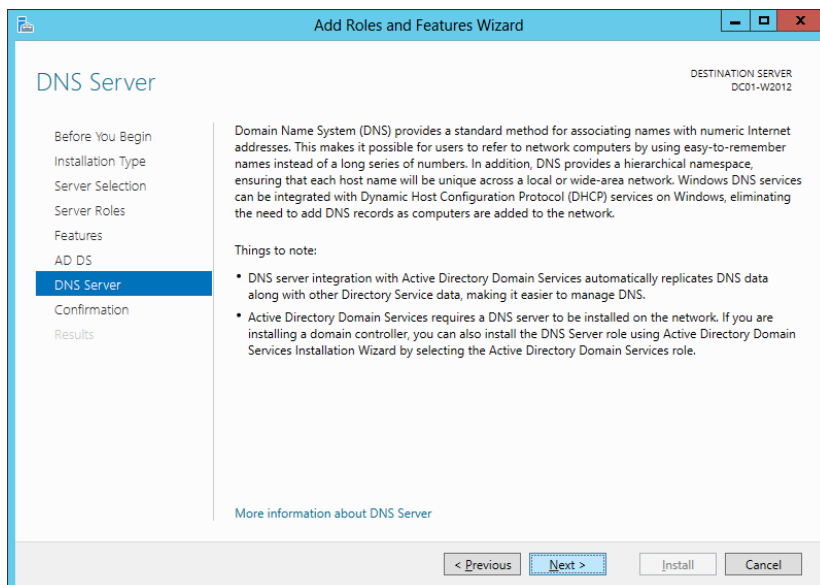 Add Roles and Features Wizard
DNS Server
DESTINATION SERVER
DC01-W2012
Before You Begin
Installation Type
Server Selection
Server Roles
Features
AD DS
DNS Server
Confirmation
Results
Domain Name System (DNS) provides a standard method for associating names with numeric Internet
addresses. This makes it possible for users to refer to network computers by using easy-to-remember
names instead of a long series of numbers. In addition, DNS provides a hierarchical namespace,
ensuring that each host name will be unique across a local or wide-area network. Windows DNS services
can be integrated with Dynamic Host Configuration Protocol (DHCP) services on Windows, eliminating
the need to add DNS records as computers are added to the network.
Things to note:
• DNS server integration with Active Directory Domain Services automatically replicates DNS data
along with other Directory Service data, making it easier to manage DNS.
• Active Directory Domain Services requires a DNS server to be installed on the network. If you are
installing a domain controller, you can also install the DNS Server role using Active Directory Domain
Services Installation Wizard by selecting the Active Directory Domain Services role.
More information about DNS Server
< Previous
Next >
Install
Cancel